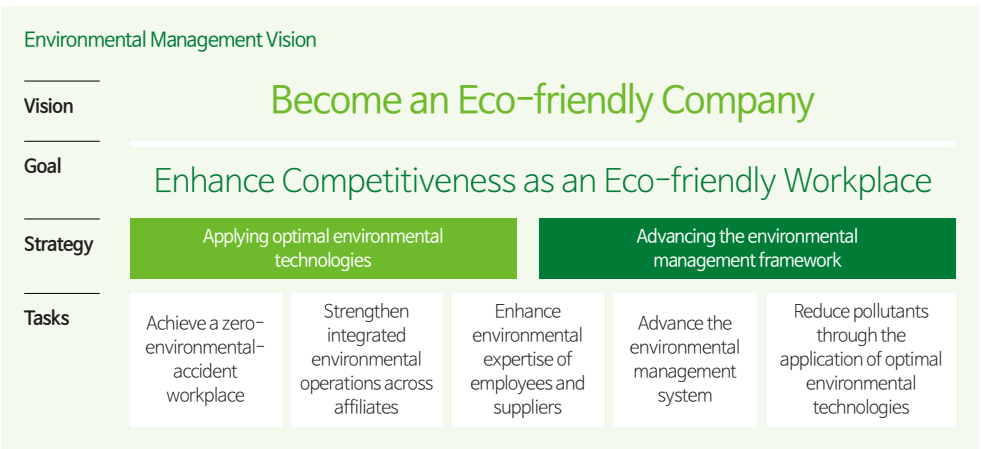 Environmental Management Vision
Vision
Become an Eco-friendly Company
Goal
Enhance Competitiveness as an Eco-friendly Workplace
Strategy
Applying optimal environmental
technologies
Advancing the environmental
management framework
Tasks
Achieve a zero-
environmental-
accident
workplace
Strengthen
integrated
environmental
operations across
affiliates
Enhance
environmental
expertise of
employees and
suppliers
Advance the
environmental
management
system
Reduce pollutants
through the
application of optimal
environmental
technologies